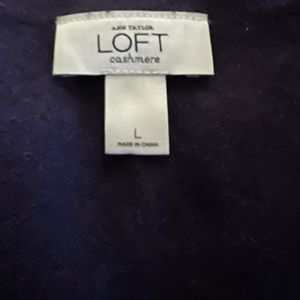 ANN TAYLOR
LOFT
cashmere
L
MADE IN CHINA